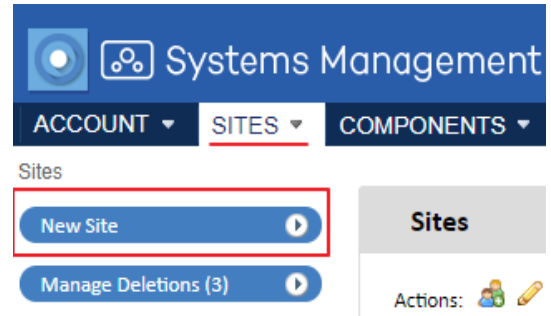 Systems Management
ACCOUNT SITES COMPONENTS
Sites
New Site
Sites
Manage Deletions (3)
Actions: